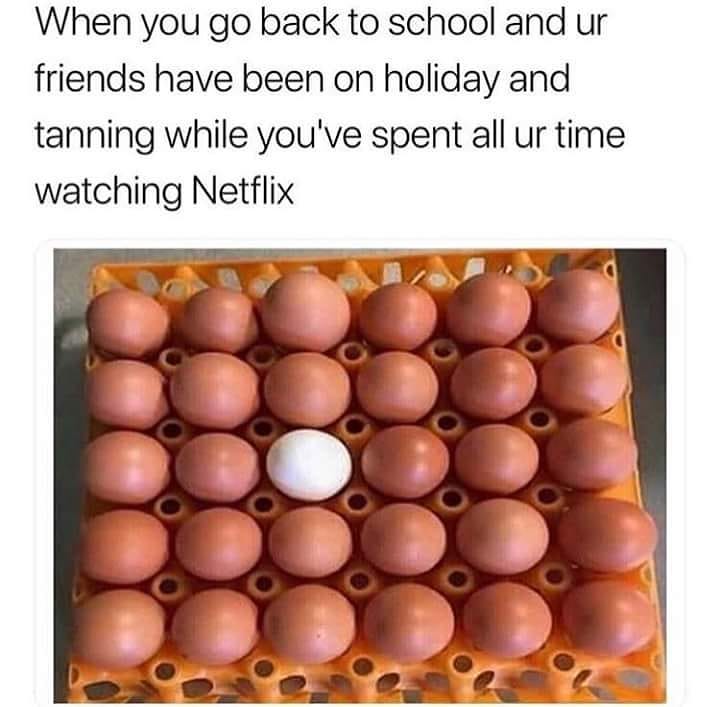 When you go back to school and ur
friends have been on holiday and
tanning while you've spent all ur time
watching Netflix